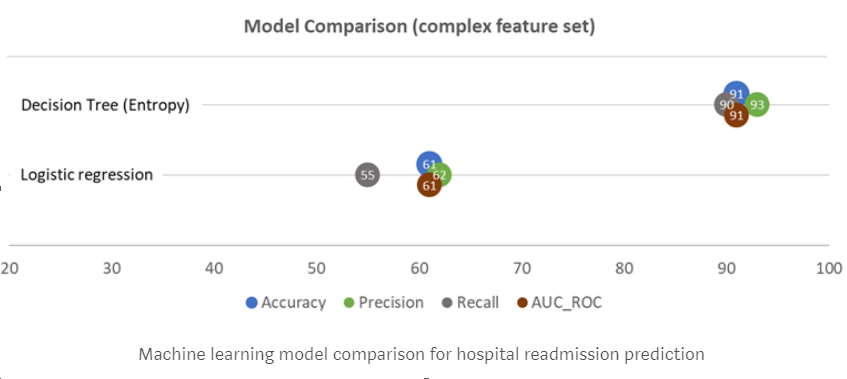 Model Comparison (complex feature set)
Decision Tree (Entropy)
91
90
93
91
Logistic regression
55
61
62
61
20 30 40 50 60 70 80 90 100
Accuracy Precision Recall AUC_ROC
Machine learning model comparison for hospital readmission prediction